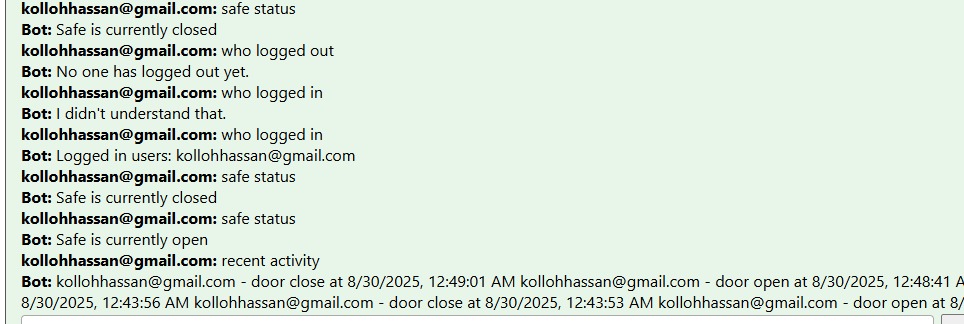 kollohhassan@gmail.com: safe status
Bot: Safe is currently closed
kollohhassan@gmail.com: who logged out
Bot: No one has logged out yet.
kollohhassan@gmail.com: who logged in
Bot: I didn't understand that.
kollohhassan@gmail.com: who logged in
Bot: Logged in users: kollohhassan@gmail.com
kollohhassan@gmail.com: safe status
Bot: Safe is currently closed
kollohhassan@gmail.com: safe status
Bot: Safe is currently open
kollohhassan@gmail.com: recent activity
Bot: kollohhassan@gmail.com - door close at 8/30/2025, 12:49:01 AM kollohhassan@gmail.com - door open at 8/30/2025, 12:48:41 A
8/30/2025, 12:43:56 AM kollohhassan@gmail.com - door close at 8/30/2025, 12:43:53 AM kollohhassan@gmail.com - door open at 8/